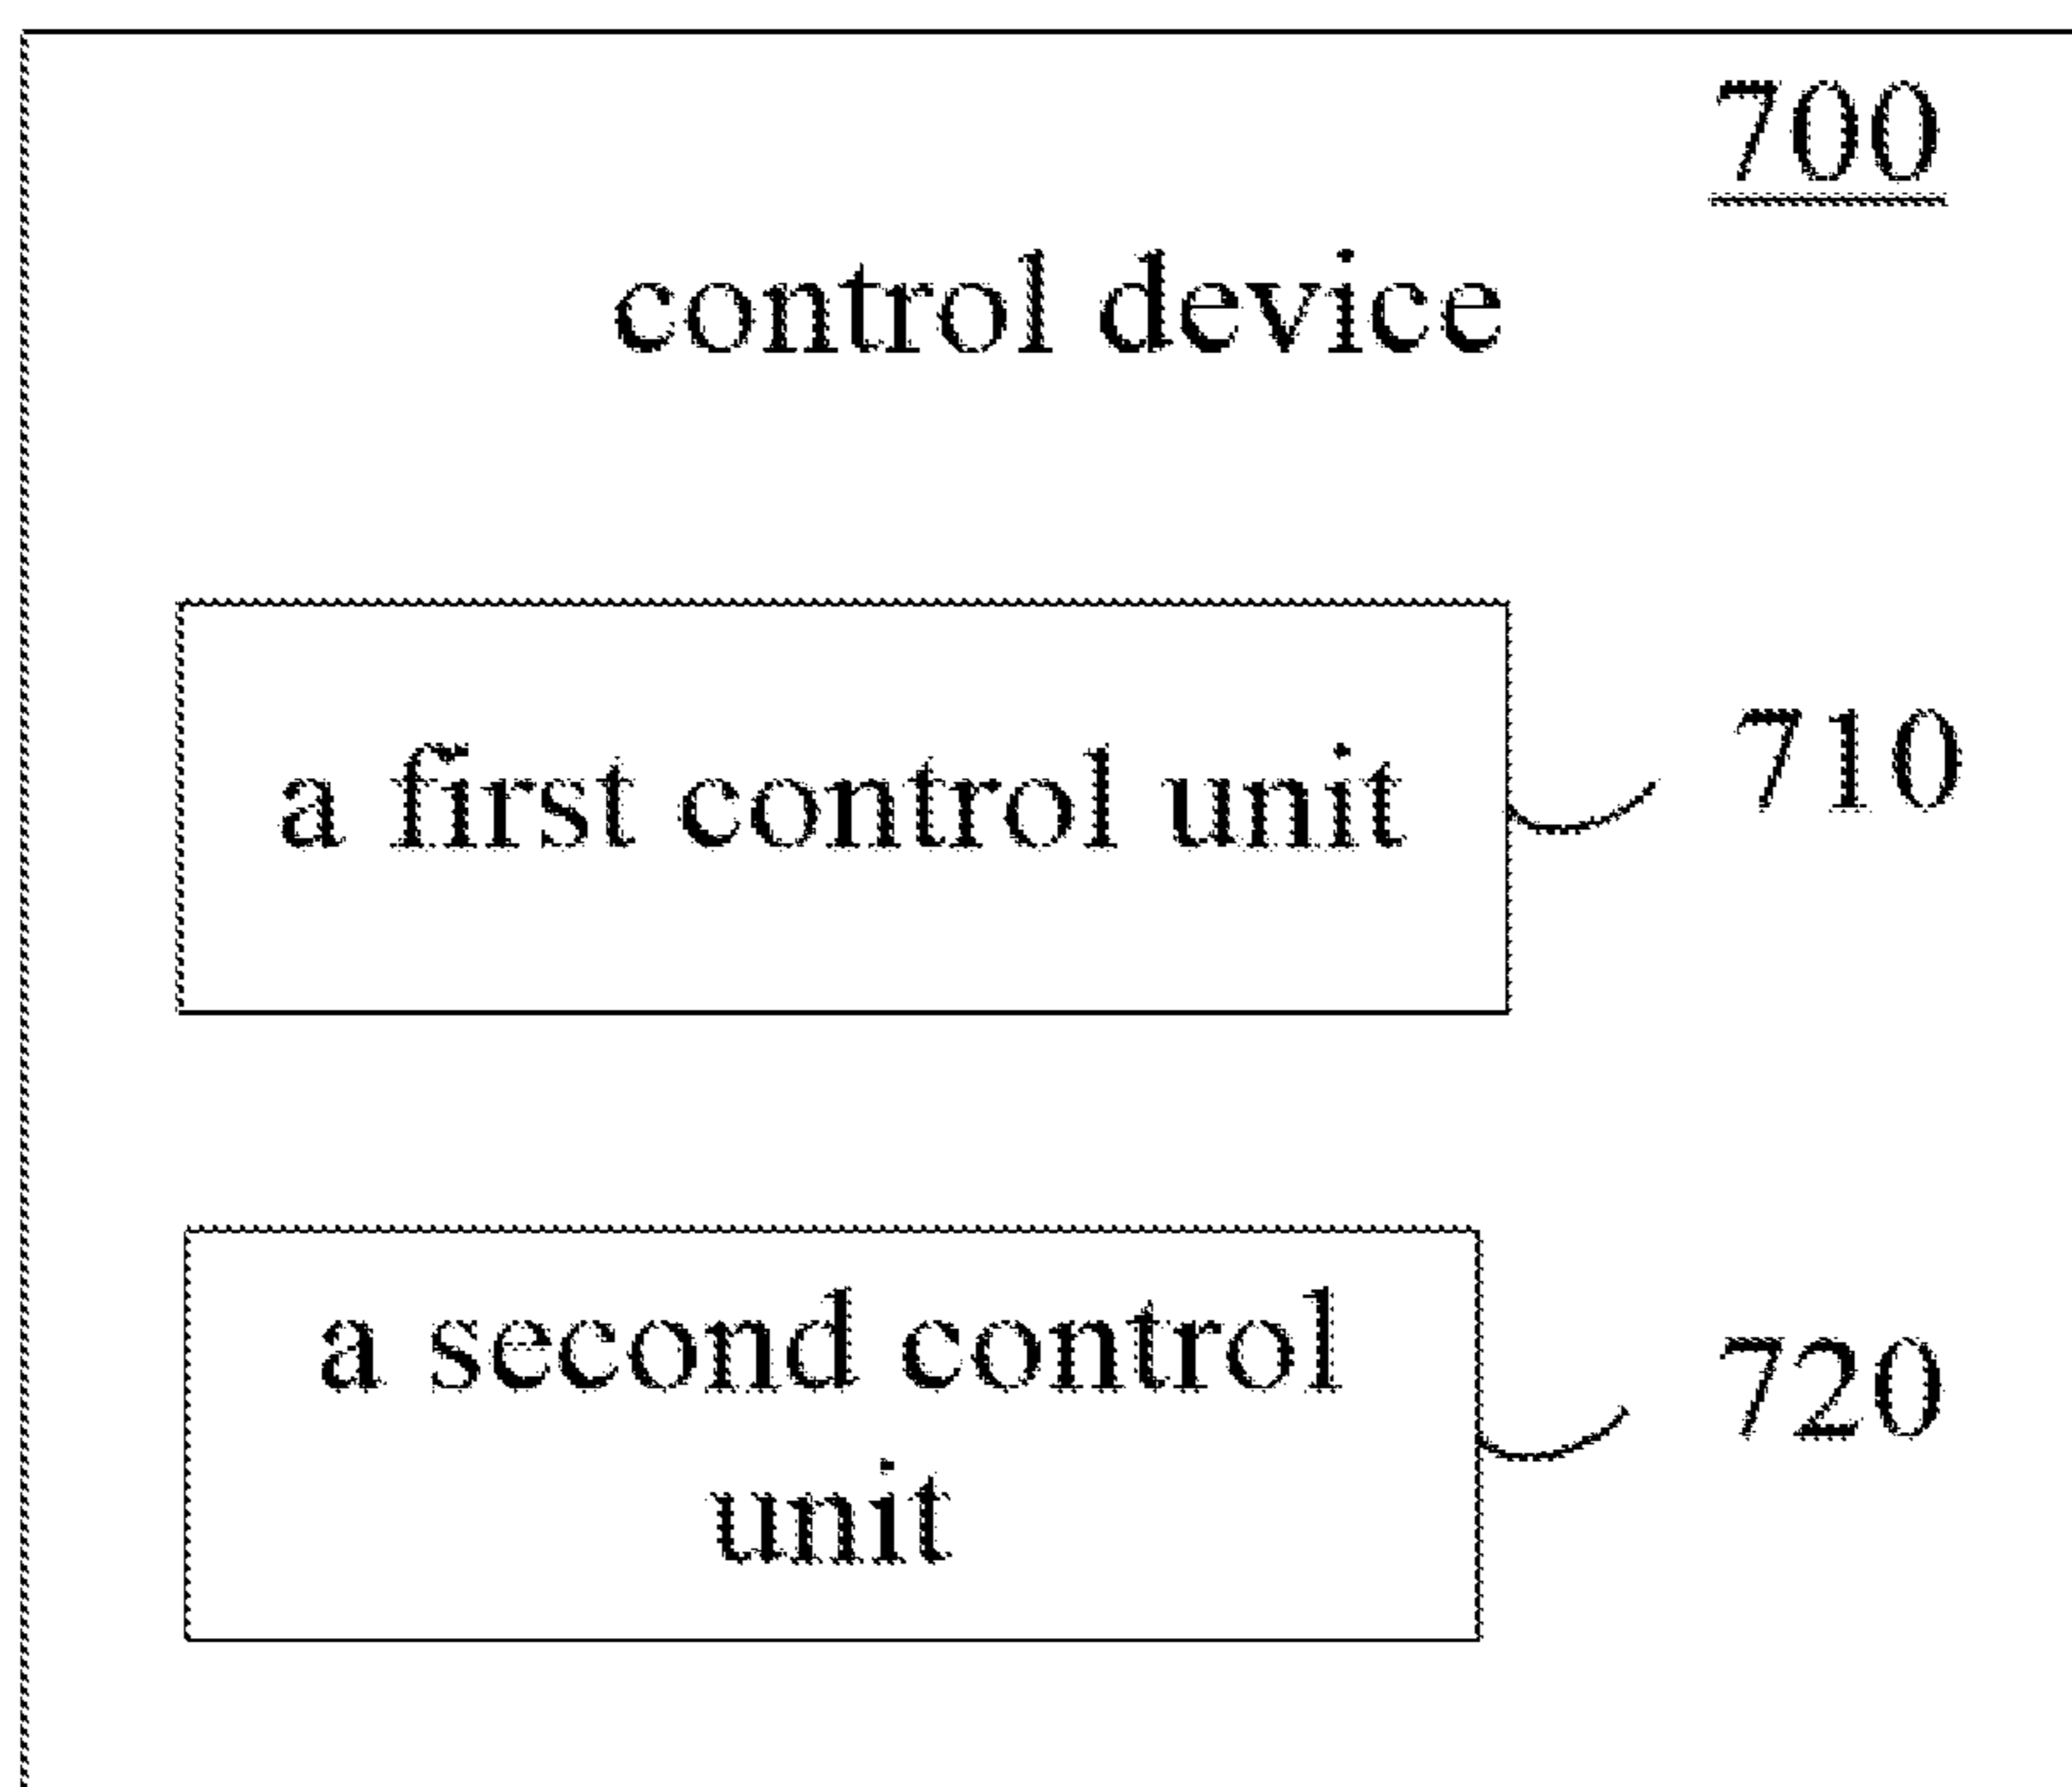 700
control device
a first control unit
710
a second control
unit
720